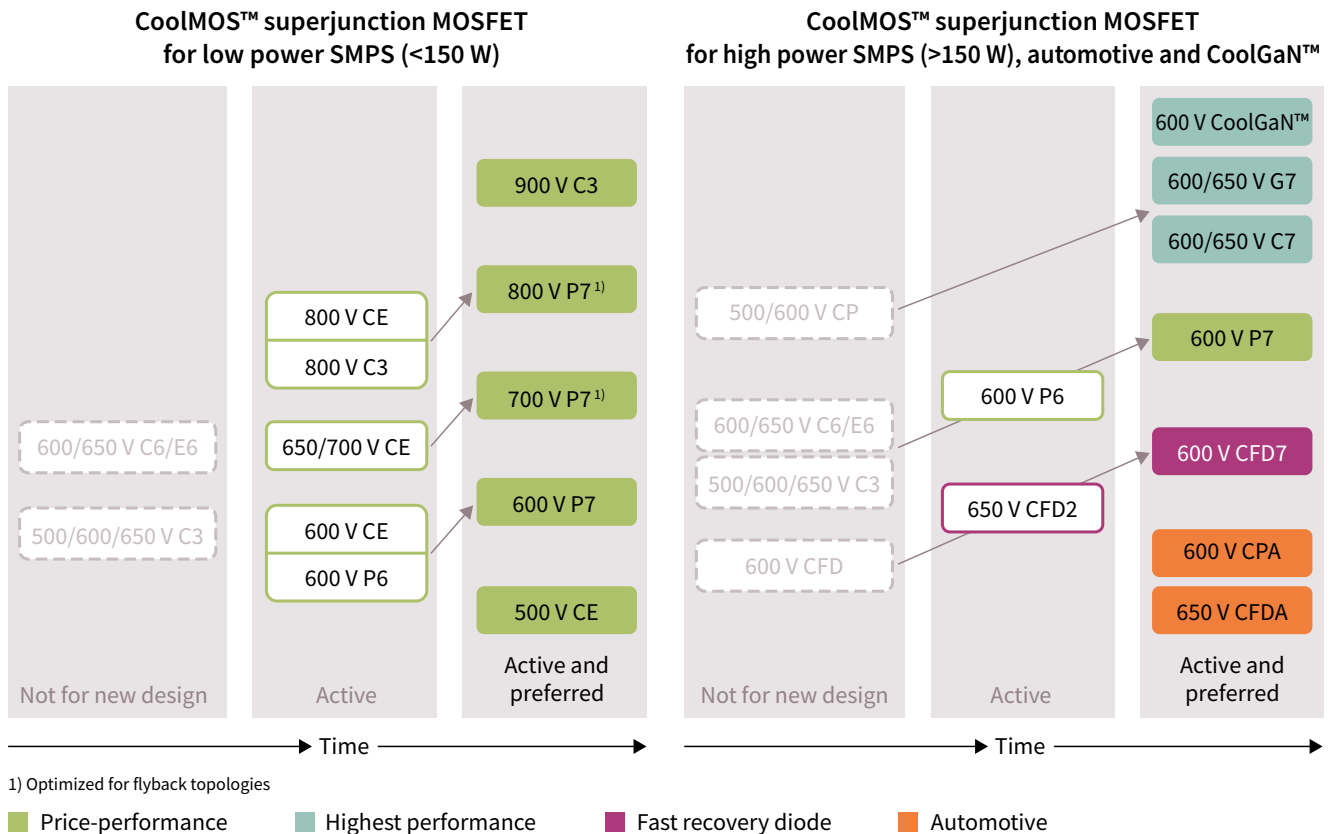 CoolMOS™ superjunction MOSFET
for low power SMPS (<150 W)
900 V C3
800 V P7 1)
800 V CE
800 V C3
700 V P7 1)
650/700 V CE
600/650 V C6/E6
600 V P7
600 V CE
600 V P6
500/600/650 V C3
500 V CE
Not for new design
Active
Active and
preferred
Time
CoolMOS™ superjunction MOSFET
for high power SMPS (>150 W), automotive and CoolGaN™
600 V CoolGaN™
600/650 V G7
600/650 V C7
500/600 V CP
600 V P7
600 V P6
600/650 V C6/E6
500/600/650 V C3
600 V CFD7
650 V CFD2
600 V CFD
600 V CPA
650 V CFDA
Not for new design
Active
Active and
preferred
Time
1) Optimized for flyback topologies
Price-performance
Highest performance
Fast recovery diode
Automotive